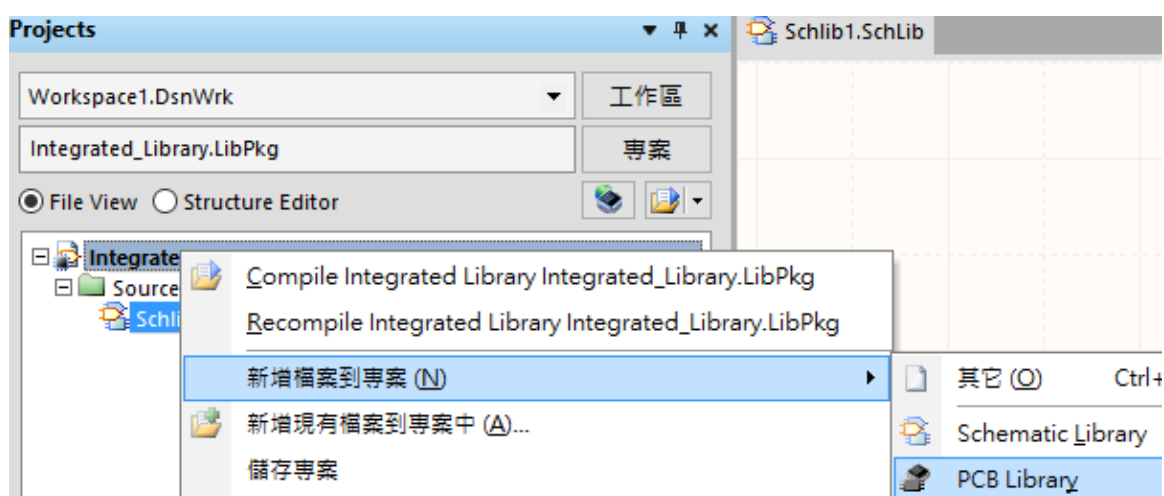 Projects
Schlib1.SchLib
Workspace1.DsnWrk
工作區
Integrated_Library.LibPkg
專案
File View
Structure Editor
Integrate
Source
Schli
Compile Integrated Library Integrated_Library.LibPkg
Recompile Integrated Library Integrated_Library.LibPkg
新增檔案到專案 (N)
新增現有檔案到專案中 (A)...
儲存專案
其它 (O) Ctrl+
Schematic Library
PCB Library